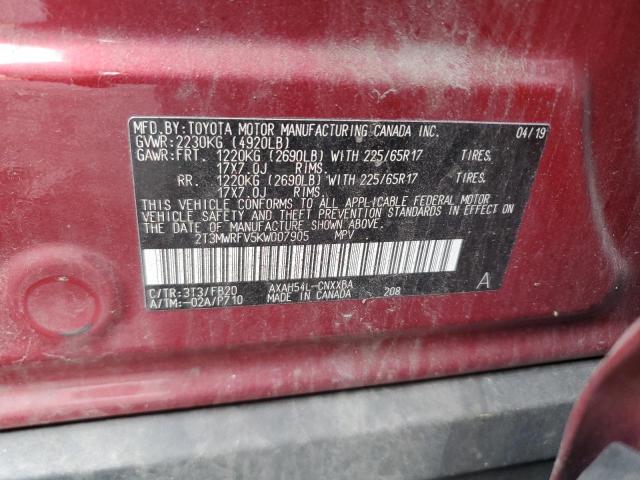 MFD.BY:TOYOTA MOTOR MANUFACTURING CANADA INC. 04/19
GVWR:2230KG (4920LB)
GAWR:FRT. 1220KG (2690LB) WITH 225/65R17 TIRES,
17X7.0J RIMS,
RR. 1220KG (2690LB) WITH 225/65R17 TIRES,
17X7.0J RIMS.
THIS VEHICLE CONFORMS TO ALL APPLICABLE FEDERAL MOTOR
VEHICLE SAFETY AND THEFT PREVENTION STANDARDS IN EFFECT ON
THE DATE OF MANUFACTURE SHOWN ABOVE.
2T3MWRFV5KW007905 MPV
C/TR:3T3/FB20 AXAH54L-CNXXBA A
A/TM:-02A/P710 MADE IN CANADA 208